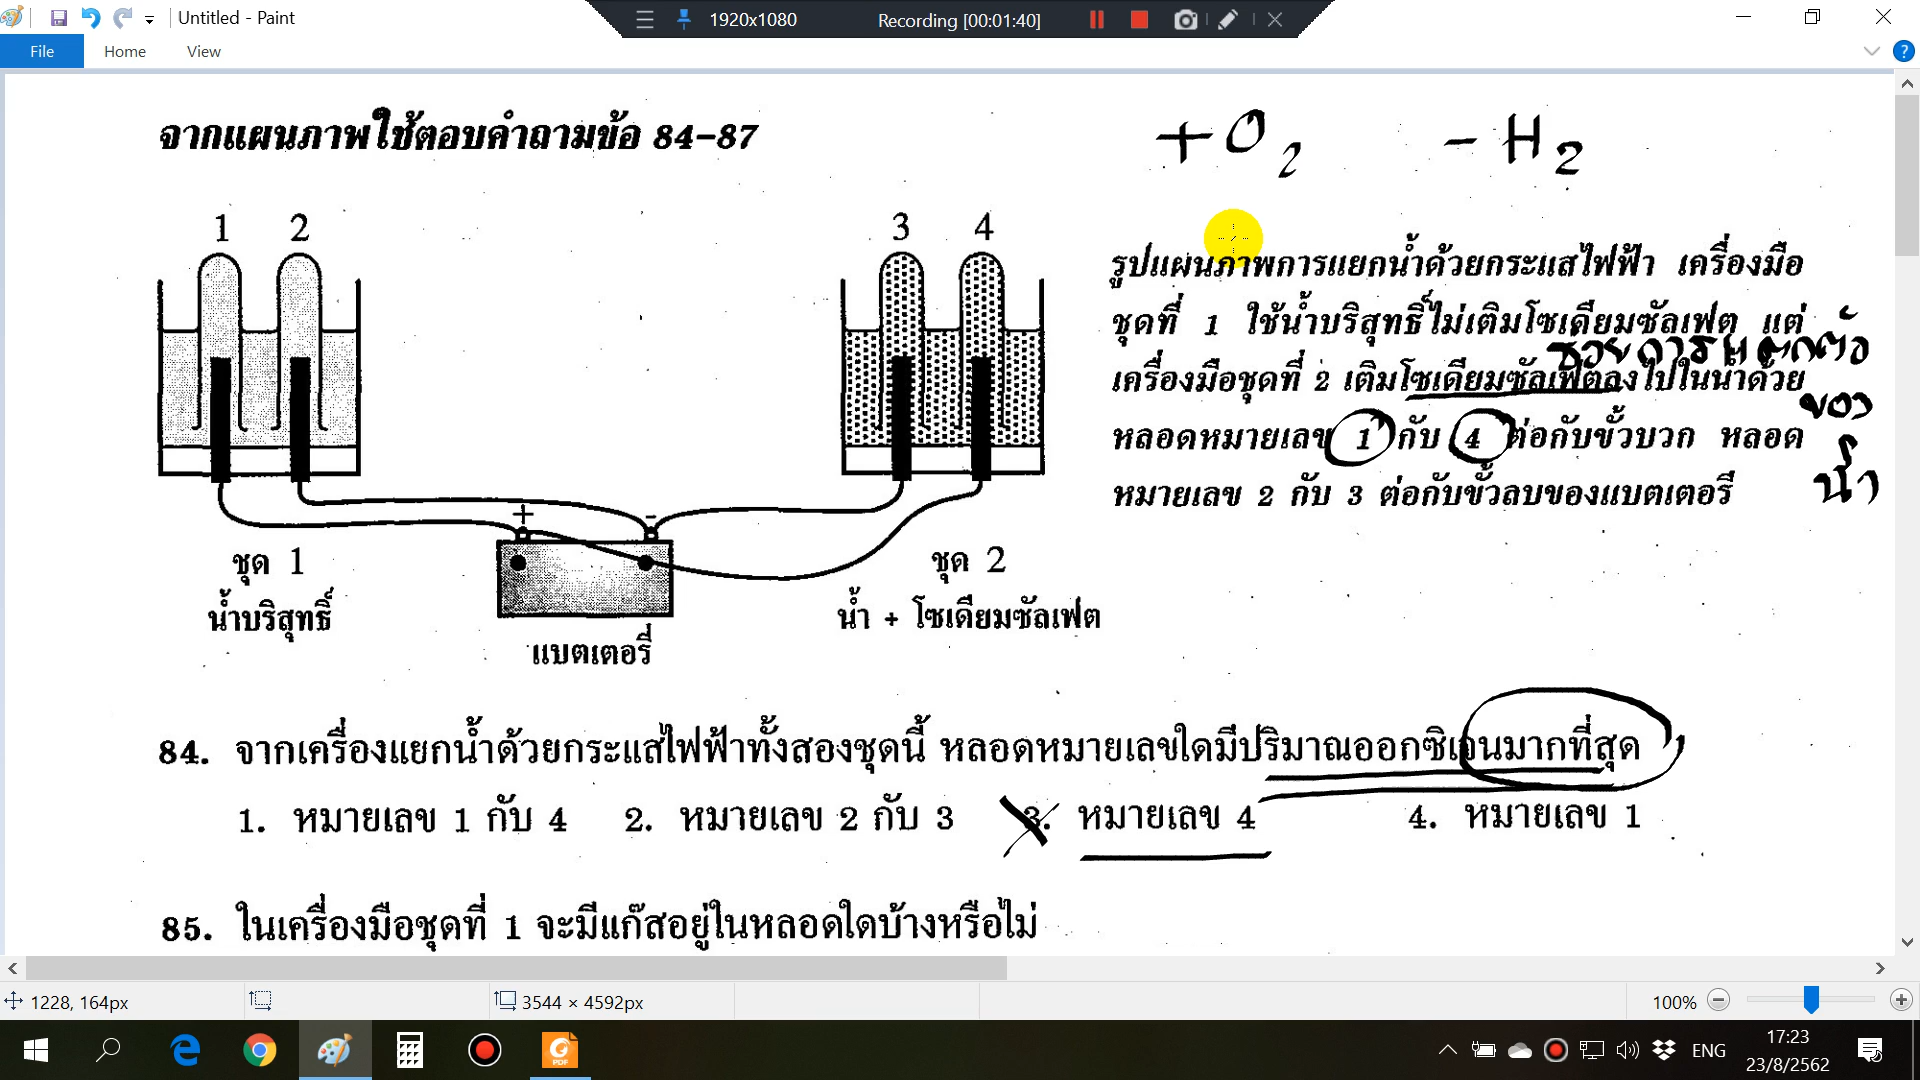 Untitled - Paint
1920x1080
Recording [00:01:40]
File
Home
View
จากแผนภาพใช้ตอบคำถามข้อ 84-87
+O2
-H2
1
2
3
4
รูปแผนภาพการแยกน้ำด้วยกระแสไฟฟ้า เครื่องมือ
ชุดที่ 1 ใช้น้ำบริสุทธิ์ไม่เติมโซเดียมซัลเฟต แต่
ช่วยการแตกตัว
เครื่องมือชุดที่ 2 เติมโซเดียมซัลเฟตลงไปในน้ำด้วย
ของ
หลอดหมายเลข 1 กับ 4 ต่อกับขั้วบวก หลอด
น้ำ
หมายเลข 2 กับ 3 ต่อกับขั้วลบของแบตเตอรี่
+
-
ชุด 1
น้ำบริสุทธิ์
แบตเตอรี่
ชุด 2
น้ำ + โซเดียมซัลเฟต
84. จากเครื่องแยกน้ำด้วยกระแสไฟฟ้าทั้งสองชุดนี้ หลอดหมายเลขใดมีปริมาณออกซิเจนมากที่สุด
1. หมายเลข 1 กับ 4 2. หมายเลข 2 กับ 3 3. หมายเลข 4 4. หมายเลข 1
85. ในเครื่องมือชุดที่ 1 จะมีแก๊สอยู่ในหลอดใดบ้างหรือไม่
1228, 164px
3544 × 4592px
100%
PDF
ENG
17:23
23/8/2562